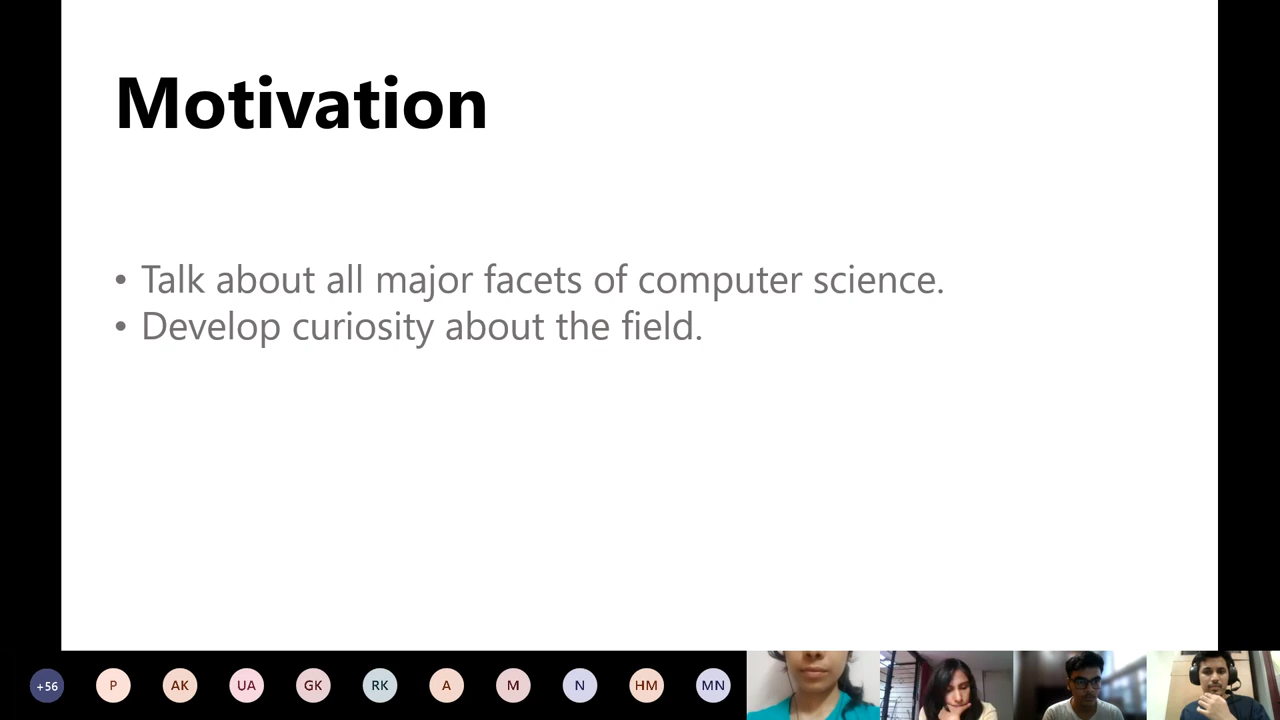 Motivation
• Talk about all major facets of computer science.
• Develop curiosity about the field.
+56 P AK UA GK RK A M N HM MN